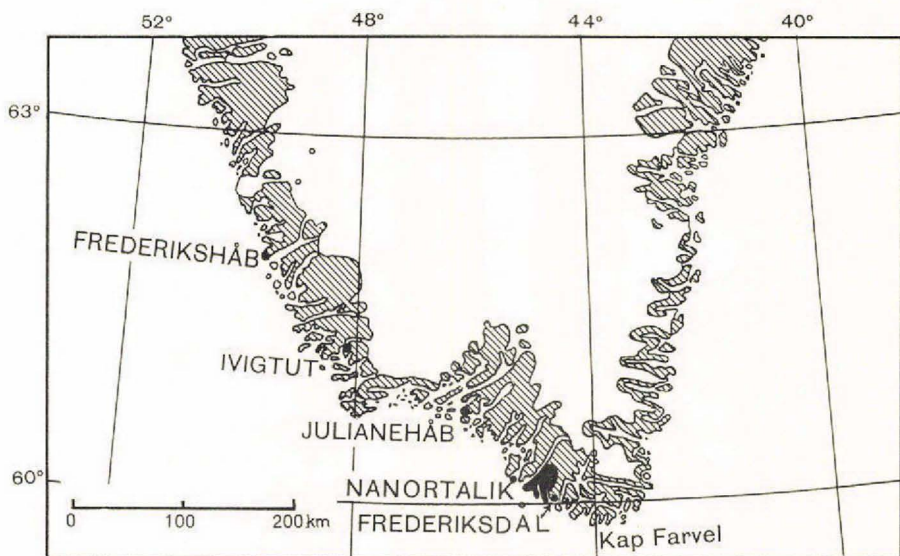 52° 48° 44° 40°
63°
FREDERIKSHÅB
IVIGTUT
JULIANEHÅB
60°
NANORTALIK
FREDERIKSDAL
Kap Farvel
0 100 200 km